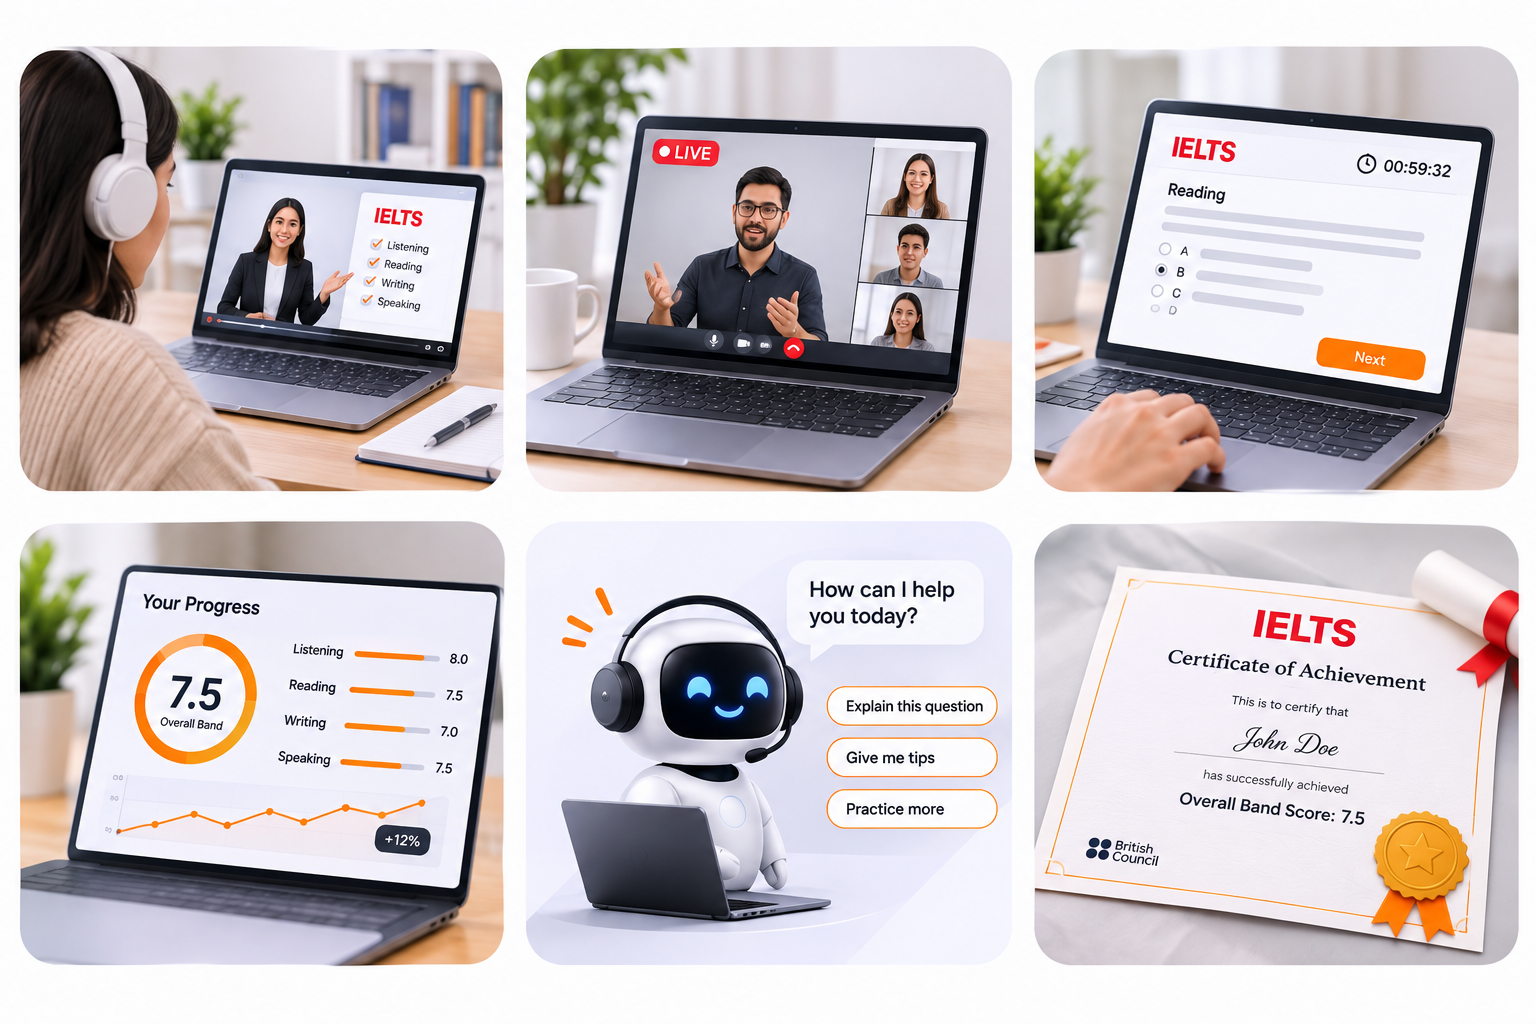 IELTS
Listening
Reading
Writing
Speaking
LIVE
IELTS
00:59:32
Reading
A
B
C
D
Next
Your Progress
7.5
Overall Band
Listening 8.0
Reading 7.5
Writing 7.0
Speaking 7.5
+12%
How can I help
you today?
Explain this question
Give me tips
Practice more
IELTS
Certificate of Achievement
This is to certify that
John Doe
has successfully achieved
Overall Band Score: 7.5
British
Council